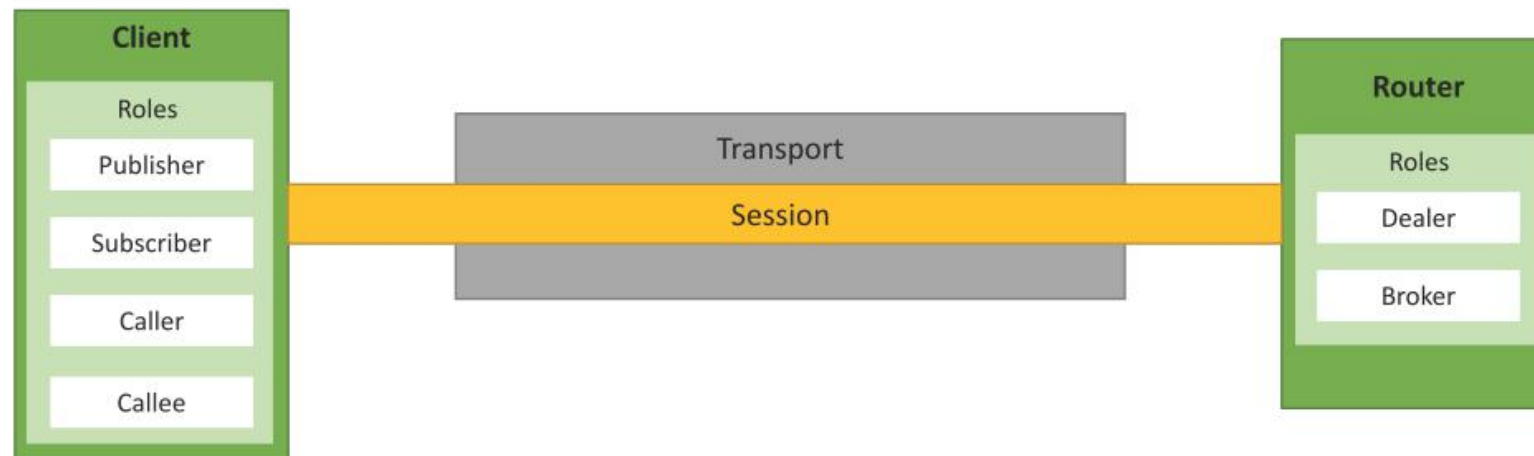 Client
Roles
Publisher
Subscriber
Caller
Callee
Transport
Session
Router
Roles
Dealer
Broker